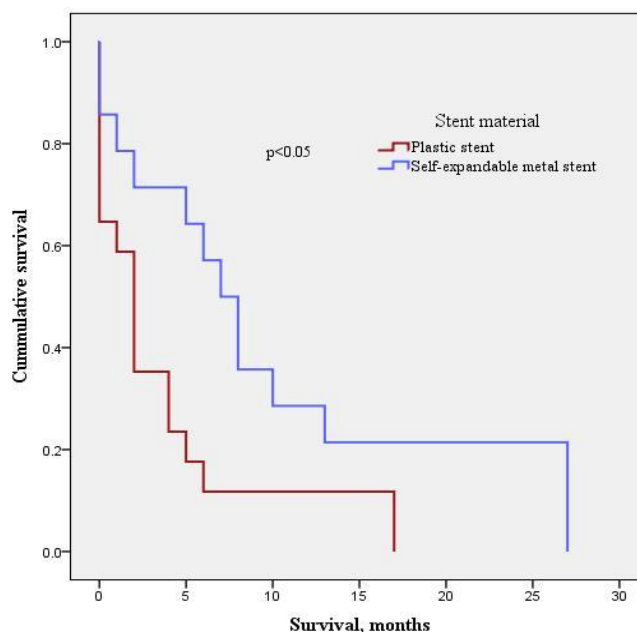 Cummulative survival
1.0
0.8
0.6
0.4
0.2
0.0
p<0.05
Stent material
Plastic stent
Self-expandable metal stent
0 5 10 15 20 25 30
Survival, months